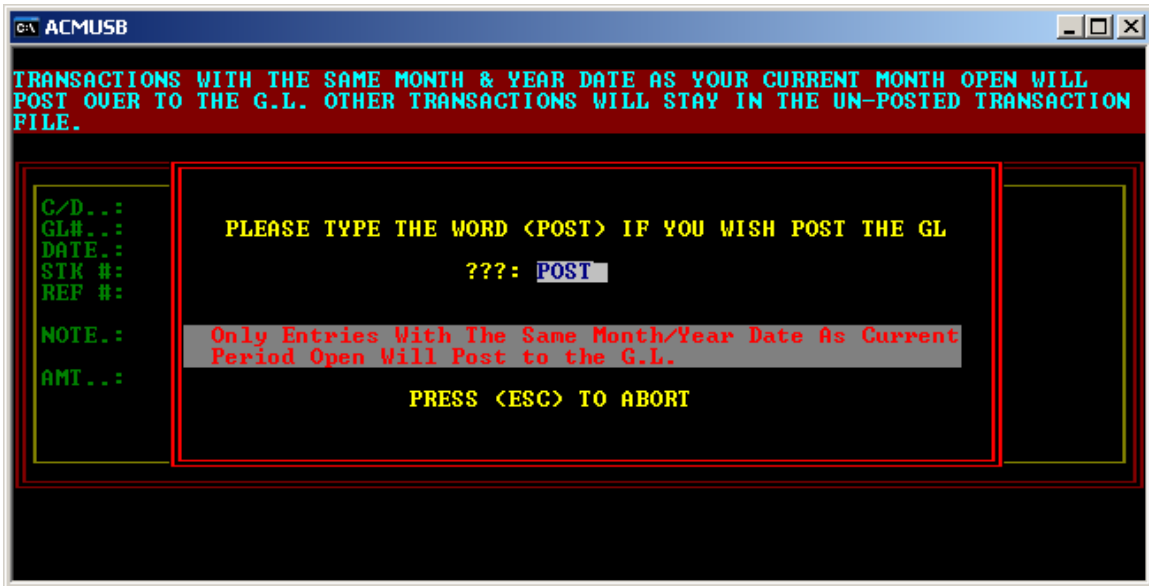 ACMUSB
TRANSACTIONS WITH THE SAME MONTH & YEAR DATE AS YOUR CURRENT MONTH OPEN WILL
POST OVER TO THE G.L. OTHER TRANSACTIONS WILL STAY IN THE UN-POSTED TRANSACTION
FILE.
C/D..:
GL#..:
DATE.:
STK #:
REF #:
NOTE.:
AMT..:
PLEASE TYPE THE WORD (POST) IF YOU WISH POST THE GL
???: POST
Only Entries With The Same Month/Year Date As Current
Period Open Will Post to the G.L.
PRESS (ESC) TO ABORT